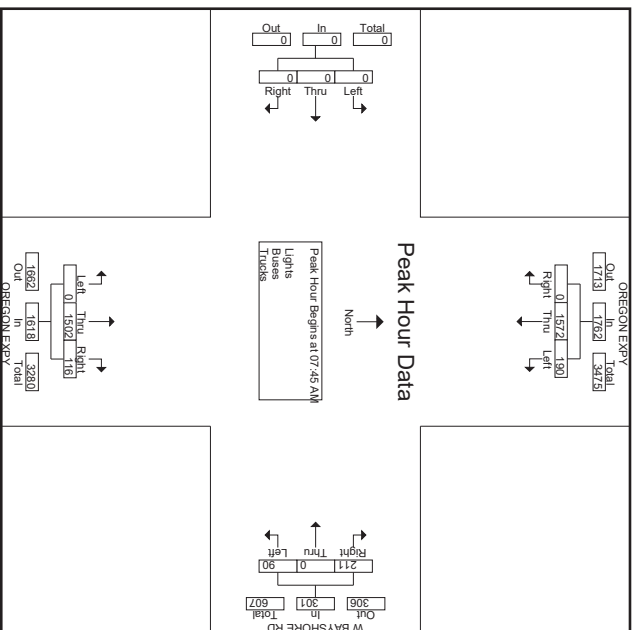 Out In Total
0 0 0
0 0 0
Right Thru Left
Peak Hour Data
North
Peak Hour Begins at 07:45 AM
Lights
Buses
Trucks
OREGON EXPY
Out In Total
1662 1618 3280
0 1502 116
Left Thru Right
OREGON EXPY
Out In Total
1713 1762 3475
0 1572 190
Right Thru Left
Left Thru Right
90 0 211
Out In Total
306 301 607
W BAYSHORE RD